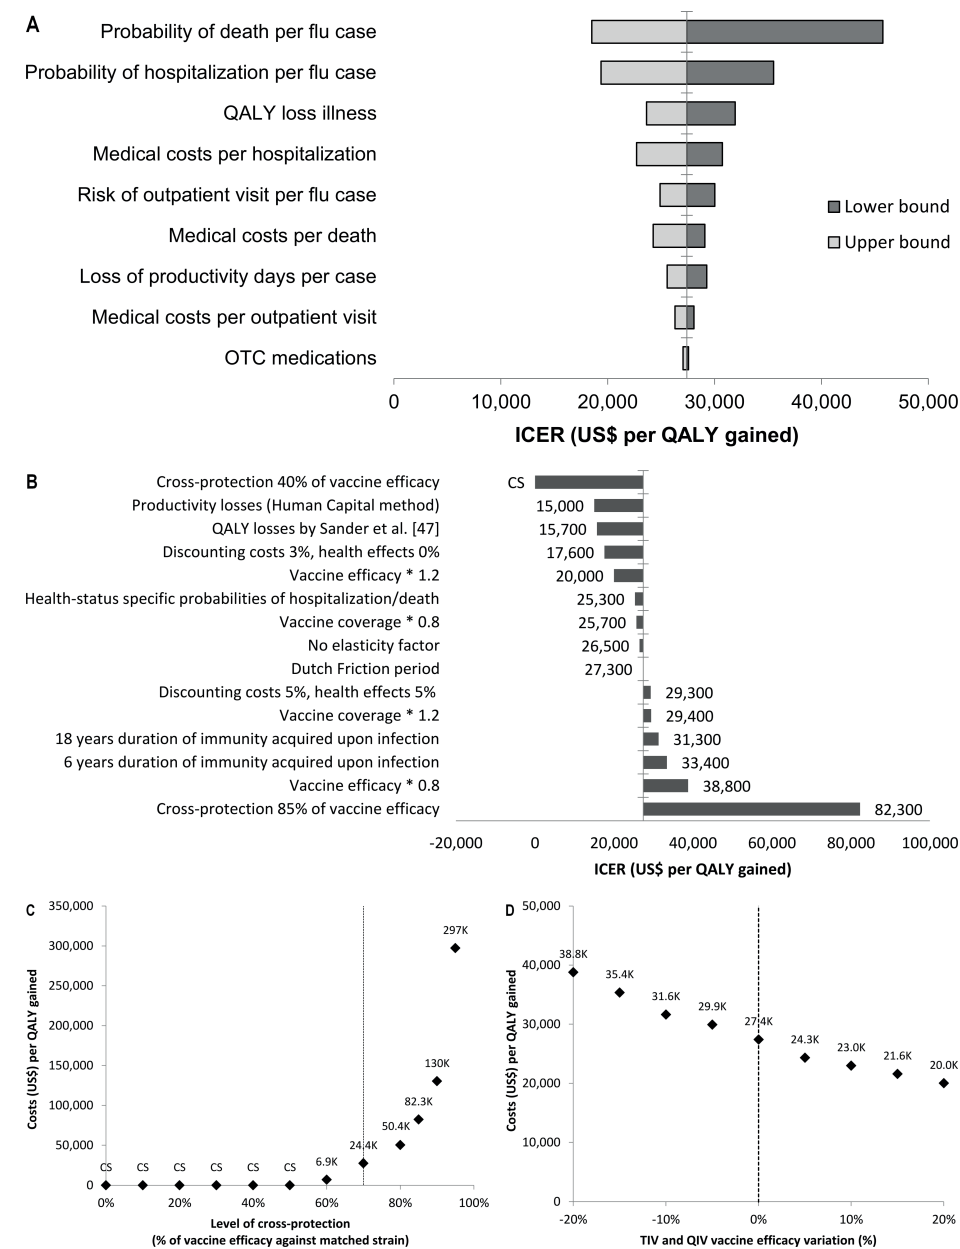 A
Probability of death per flu case
Probability of hospitalization per flu case
QALY loss illness
Medical costs per hospitalization
Risk of outpatient visit per flu case
Medical costs per death
Loss of productivity days per case
Medical costs per outpatient visit
OTC medications
Lower bound
Upper bound
0 10,000 20,000 30,000 40,000 50,000
ICER (US$ per QALY gained)
B
Cross-protection 40% of vaccine efficacy CS
Productivity losses (Human Capital method) 15,000
QALY losses by Sander et al. [47] 15,700
Discounting costs 3%, health effects 0% 17,600
Vaccine efficacy * 1.2 20,000
Health-status specific probabilities of hospitalization/death 25,300
Vaccine coverage * 0.8 25,700
No elasticity factor 26,500
Dutch Friction period 27,300
Discounting costs 5%, health effects 5% 29,300
Vaccine coverage * 1.2 29,400
18 years duration of immunity acquired upon infection 31,300
6 years duration of immunity acquired upon infection 33,400
Vaccine efficacy * 0.8 38,800
Cross-protection 85% of vaccine efficacy 82,300
-20,000 0 20,000 40,000 60,000 80,000 100,000
ICER (US$ per QALY gained)
C
Costs (US$) per QALY gained
350,000
300,000
250,000
200,000
150,000
100,000
50,000
0
CS CS CS CS CS CS 6.9K 24.4K 50.4K 82.3K 130K 297K
0% 20% 40% 60% 80% 100%
Level of cross-protection
(% of vaccine efficacy against matched strain)
D
Costs (US$) per QALY gained
50,000
40,000
30,000
20,000
10,000
0
38.8K 35.4K 31.6K 29.9K 27.4K 24.3K 23.0K 21.6K 20.0K
-20% -10% 0% 10% 20%
TIV and QIV vaccine efficacy variation (%)